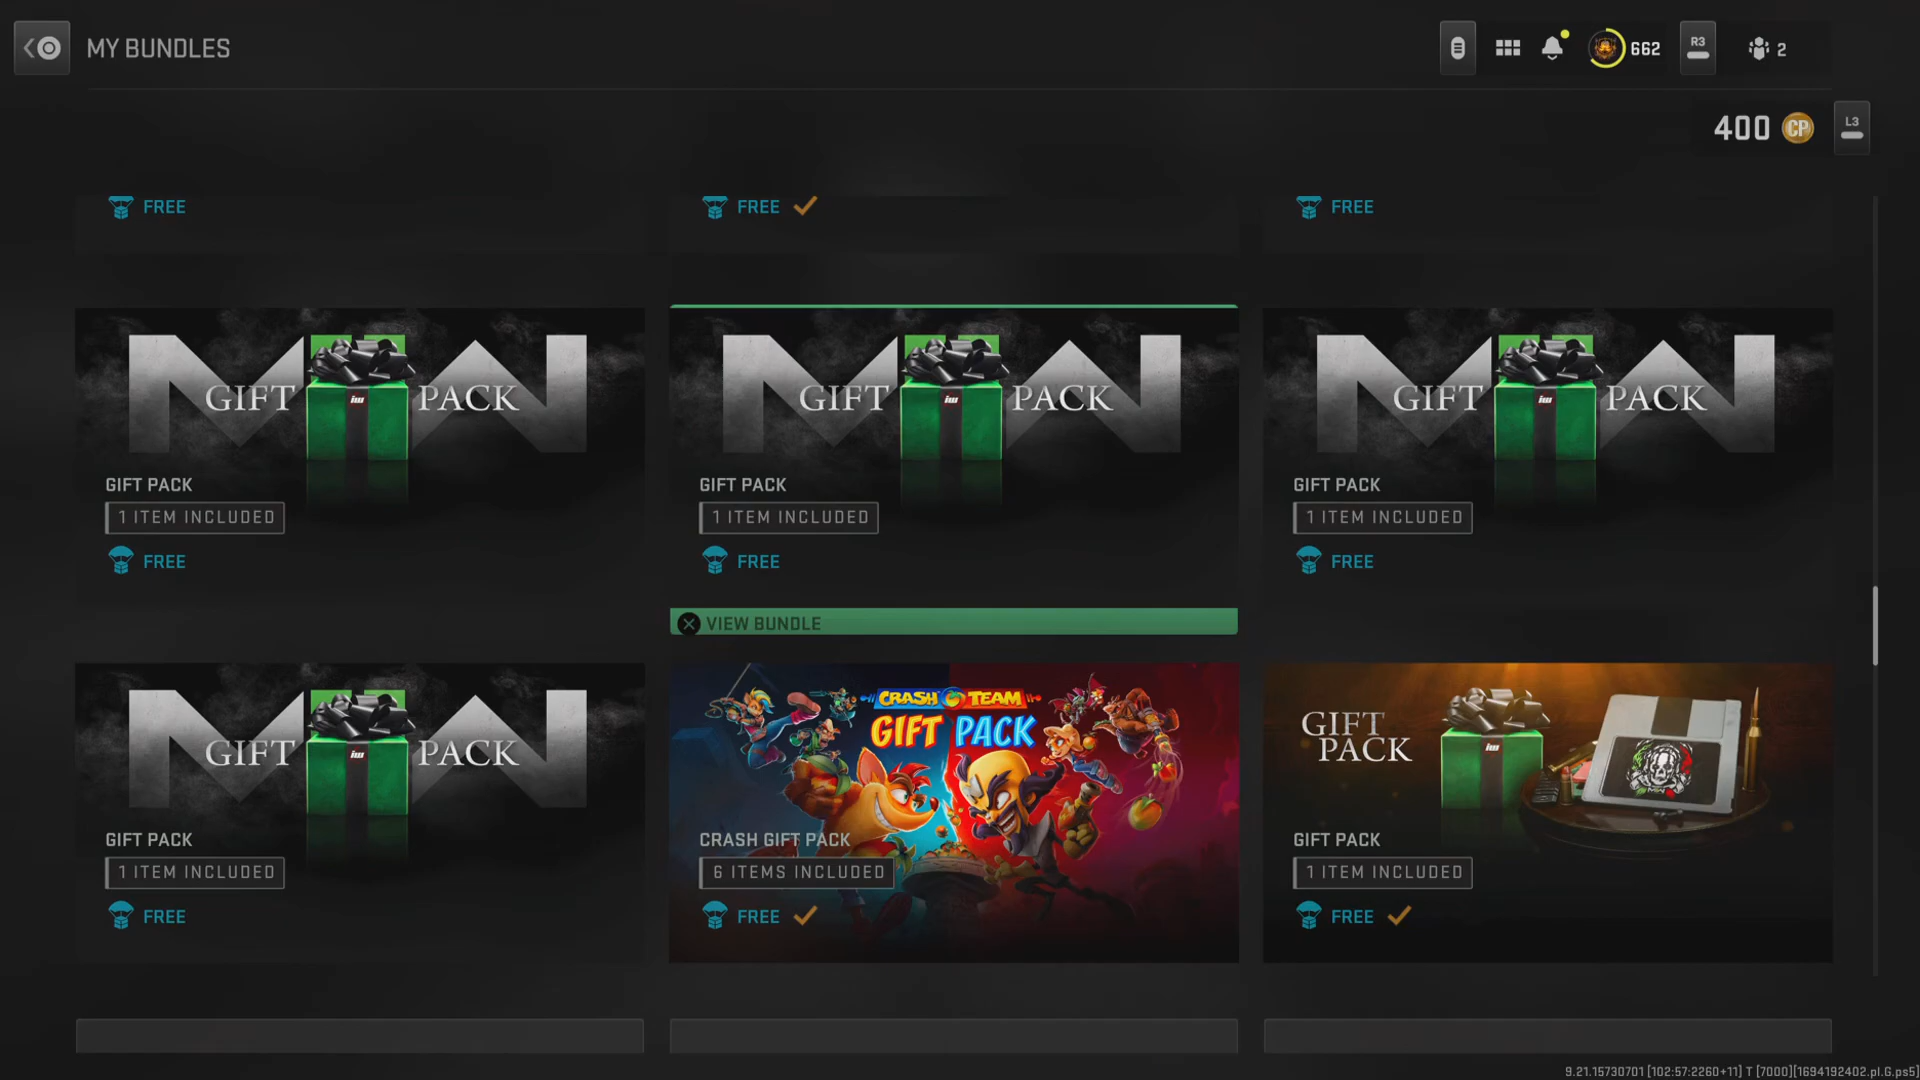 MY BUNDLES
662
R3
2
400 CP
L3
FREE
FREE
FREE
GIFT PACK
GIFT PACK
1 ITEM INCLUDED
FREE
GIFT PACK
GIFT PACK
1 ITEM INCLUDED
FREE
VIEW BUNDLE
GIFT PACK
GIFT PACK
1 ITEM INCLUDED
FREE
GIFT PACK
GIFT PACK
1 ITEM INCLUDED
FREE
CRASH TEAM
GIFT PACK
CRASH GIFT PACK
6 ITEMS INCLUDED
FREE
GIFT
PACK
GIFT PACK
1 ITEM INCLUDED
FREE
9.21.15730701 [102:57:2260+11] T [7000][1694192402.pl.G.ps5]